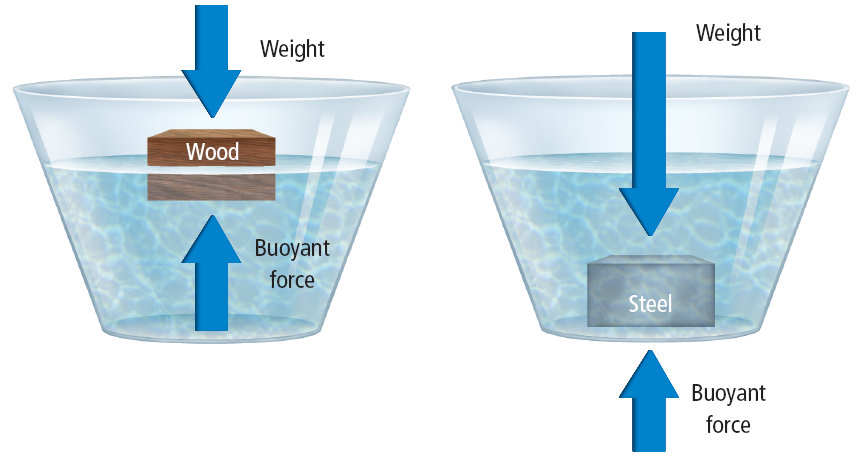 Weight
Wood
Buoyant
force
Weight
Steel
Buoyant
force